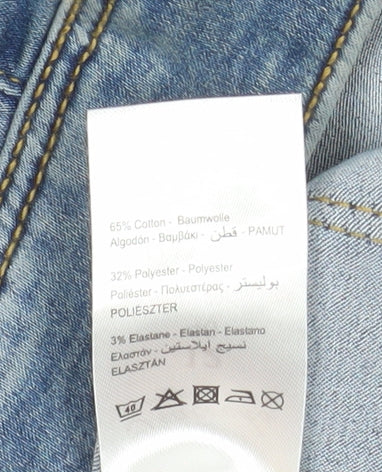 65% Cotton - Baumwolle
Algodón - Βαμβάκι - قطن - PAMUT
32% Polyester - Polyester
Poliéster - Πολυεστέρας - بوليستر
POLIÉSZTER
3% Elastane - Elastan - Elastano
Ελαστάν - نسيج ايلاستين
ELASZTÁN
40